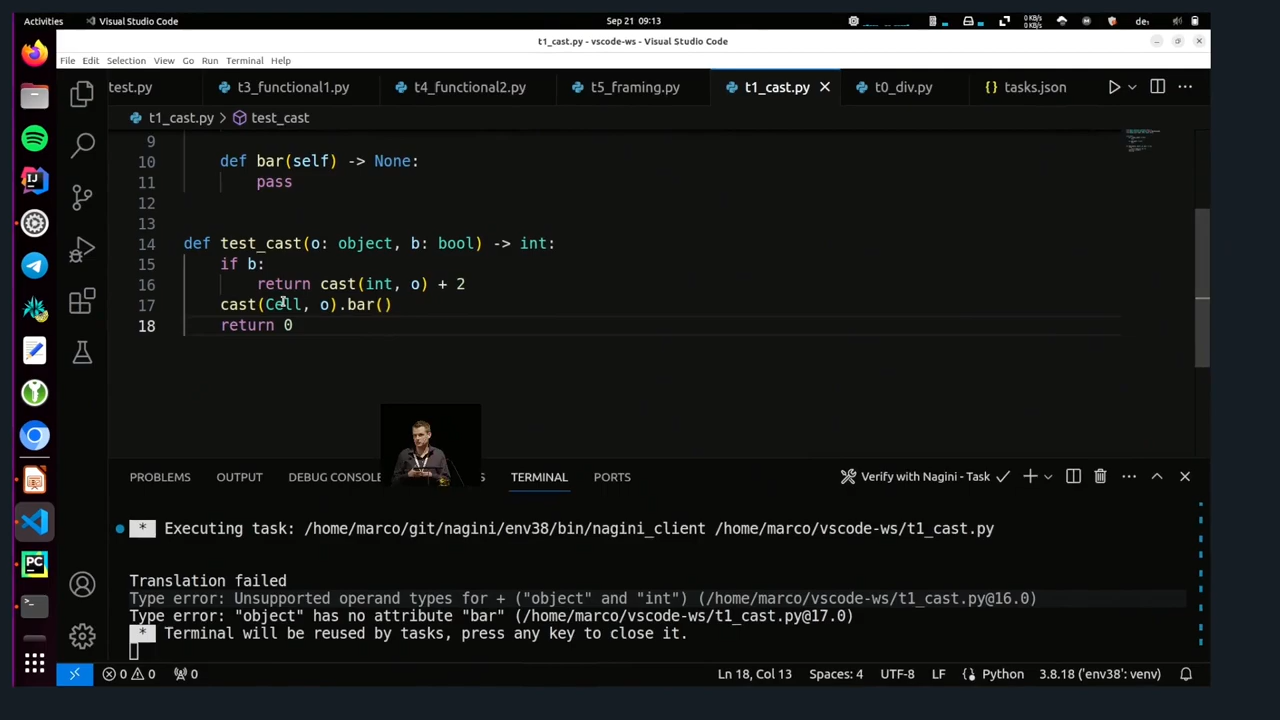 Activities
Visual Studio Code
Sep 21 09:13
0 KB/s
0 KB/s
de₁
t1_cast.py - vscode-ws - Visual Studio Code
File Edit Selection View Go Run Terminal Help
test.py
t3_functional1.py
t4_functional2.py
t5_framing.py
t1_cast.py
t0_div.py
tasks.json
t1_cast.py > test_cast
9
10 def bar(self) -> None:
11 pass
12
13
14 def test_cast(o: object, b: bool) -> int:
15 if b:
16 return cast(int, o) + 2
17 cast(Cell, o).bar()
18 return 0
PROBLEMS OUTPUT DEBUG CONSOLE S TERMINAL PORTS
Verify with Nagini - Task
* Executing task: /home/marco/git/nagini/env38/bin/nagini_client /home/marco/vscode-ws/t1_cast.py
Translation failed
Type error: Unsupported operand types for + ("object" and "int") (/home/marco/vscode-ws/t1_cast.py@16.0)
Type error: "object" has no attribute "bar" (/home/marco/vscode-ws/t1_cast.py@17.0)
* Terminal will be reused by tasks, press any key to close it.
0 0 0
Ln 18, Col 13 Spaces: 4 UTF-8 LF Python 3.8.18 ('env38': venv)